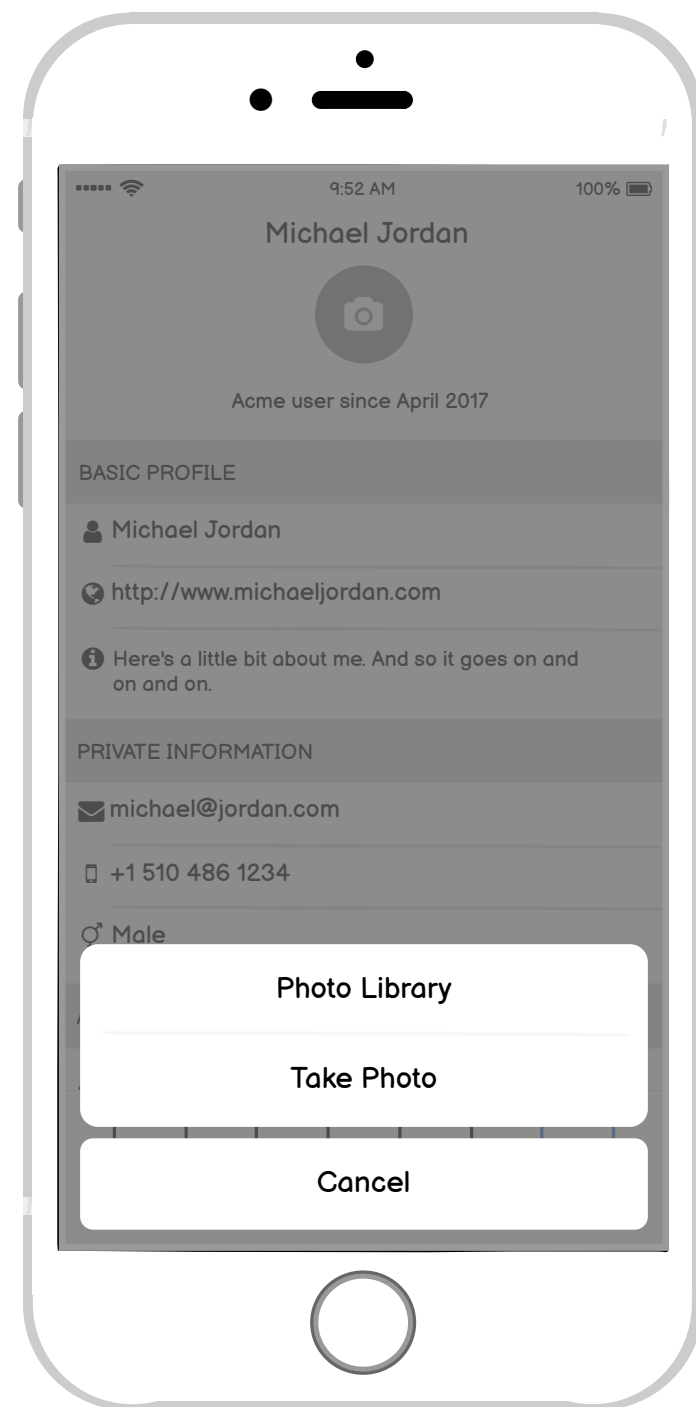 9:52 AM 100%
Michael Jordan
Acme user since April 2017
BASIC PROFILE
Michael Jordan
http://www.michaeljordan.com
Here's a little bit about me. And so it goes on and
on and on.
PRIVATE INFORMATION
michael@jordan.com
+1 510 486 1234
Male
Photo Library
Take Photo
Cancel